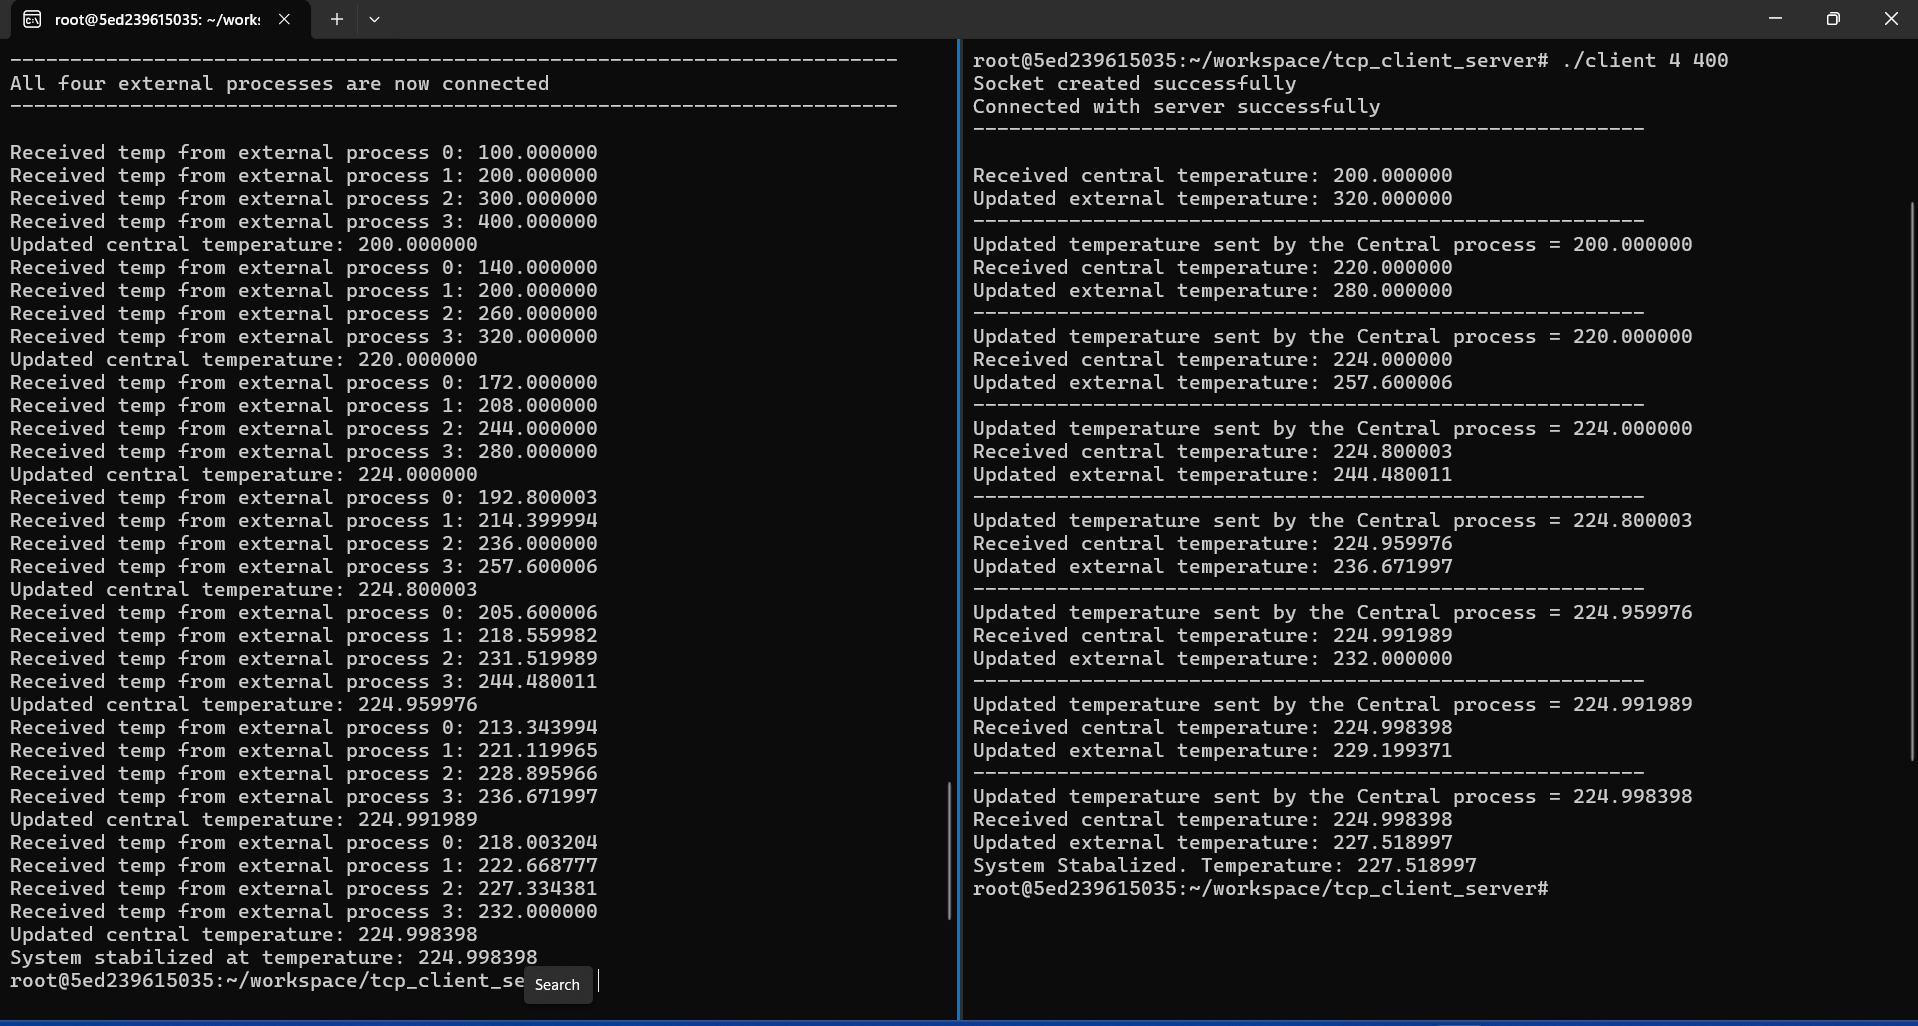 root@5ed239615035: ~/works
--------------------------------------------------------------------------
All four external processes are now connected
--------------------------------------------------------------------------
Received temp from external process 0: 100.000000
Received temp from external process 1: 200.000000
Received temp from external process 2: 300.000000
Received temp from external process 3: 400.000000
Updated central temperature: 200.000000
Received temp from external process 0: 140.000000
Received temp from external process 1: 200.000000
Received temp from external process 2: 260.000000
Received temp from external process 3: 320.000000
Updated central temperature: 220.000000
Received temp from external process 0: 172.000000
Received temp from external process 1: 208.000000
Received temp from external process 2: 244.000000
Received temp from external process 3: 280.000000
Updated central temperature: 224.000000
Received temp from external process 0: 192.800003
Received temp from external process 1: 214.399994
Received temp from external process 2: 236.000000
Received temp from external process 3: 257.600006
Updated central temperature: 224.800003
Received temp from external process 0: 205.600006
Received temp from external process 1: 218.559982
Received temp from external process 2: 231.519989
Received temp from external process 3: 244.480011
Updated central temperature: 224.959976
Received temp from external process 0: 213.343994
Received temp from external process 1: 221.119965
Received temp from external process 2: 228.895966
Received temp from external process 3: 236.671997
Updated central temperature: 224.991989
Received temp from external process 0: 218.003204
Received temp from external process 1: 222.668777
Received temp from external process 2: 227.334381
Received temp from external process 3: 232.000000
Updated central temperature: 224.998398
System stabilized at temperature: 224.998398
root@5ed239615035:~/workspace/tcp_client_se
Search
root@5ed239615035:~/workspace/tcp_client_server# ./client 4 400
Socket created successfully
Connected with server successfully
--------------------------------------------------------
Received central temperature: 200.000000
Updated external temperature: 320.000000
--------------------------------------------------------
Updated temperature sent by the Central process = 200.000000
Received central temperature: 220.000000
Updated external temperature: 280.000000
--------------------------------------------------------
Updated temperature sent by the Central process = 220.000000
Received central temperature: 224.000000
Updated external temperature: 257.600006
--------------------------------------------------------
Updated temperature sent by the Central process = 224.000000
Received central temperature: 224.800003
Updated external temperature: 244.480011
--------------------------------------------------------
Updated temperature sent by the Central process = 224.800003
Received central temperature: 224.959976
Updated external temperature: 236.671997
--------------------------------------------------------
Updated temperature sent by the Central process = 224.959976
Received central temperature: 224.991989
Updated external temperature: 232.000000
--------------------------------------------------------
Updated temperature sent by the Central process = 224.991989
Received central temperature: 224.998398
Updated external temperature: 229.199371
--------------------------------------------------------
Updated temperature sent by the Central process = 224.998398
Received central temperature: 224.998398
Updated external temperature: 227.518997
System Stabalized. Temperature: 227.518997
root@5ed239615035:~/workspace/tcp_client_server#